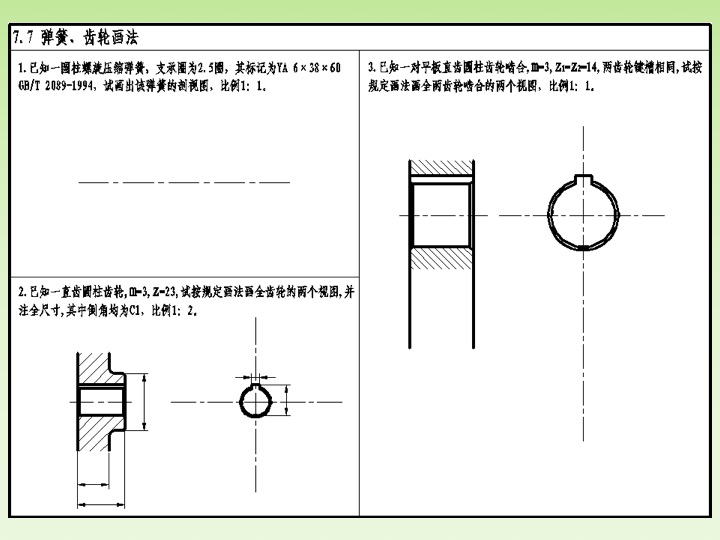 7.7 弹簧、齿轮画法
1.已知一圆柱螺旋压缩弹簧，支承圈为2.5圈，其标记为YA 6×38×60
GB/T 2089-1994，试画出该弹簧的剖视图，比例1：1。
2.已知一直齿圆柱齿轮,m=3,Z=23,试按规定画法画全齿轮的两个视图,并
注全尺寸,其中倒角均为C1，比例1：2。
3.已知一对平板直齿圆柱齿轮啮合,m=3,Z₁=Z₂=14,两齿轮键槽相同,试按
规定画法画全两齿轮啮合的两个视图，比例1：1。